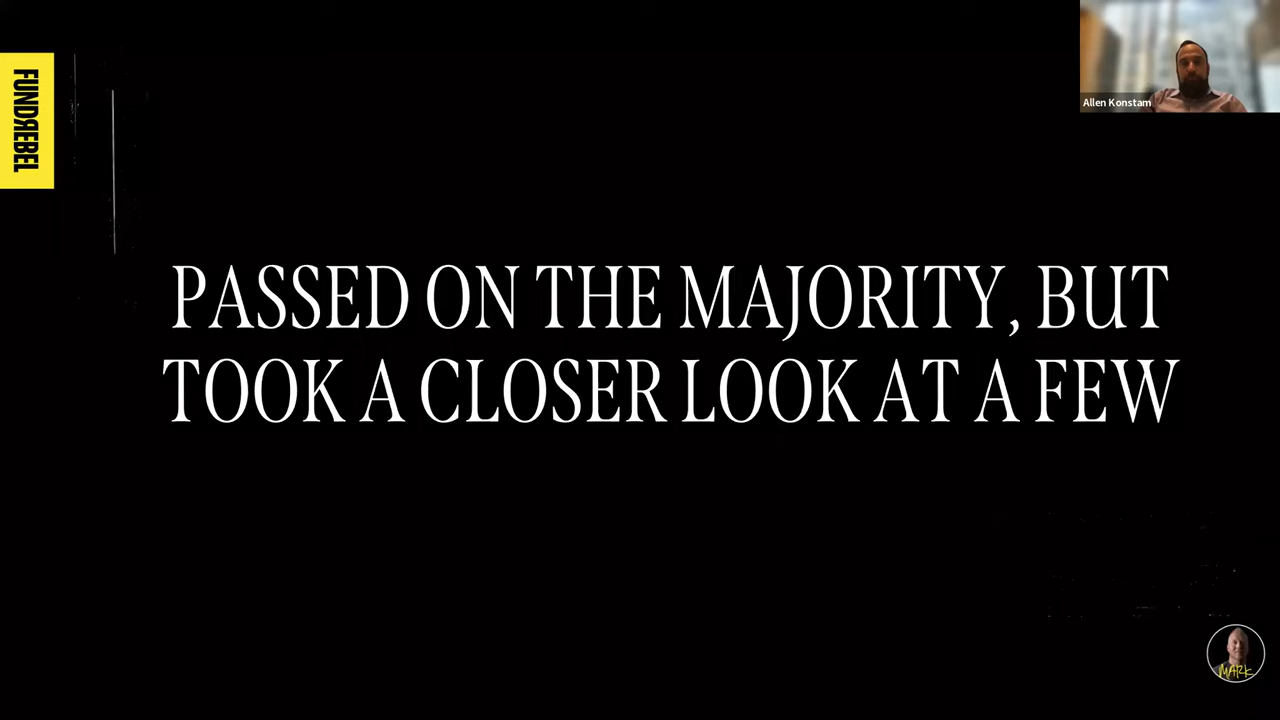 FUNDREBEL
Allen Konstam
PASSED ON THE MAJORITY, BUT
TOOK A CLOSER LOOK AT A FEW
MARK